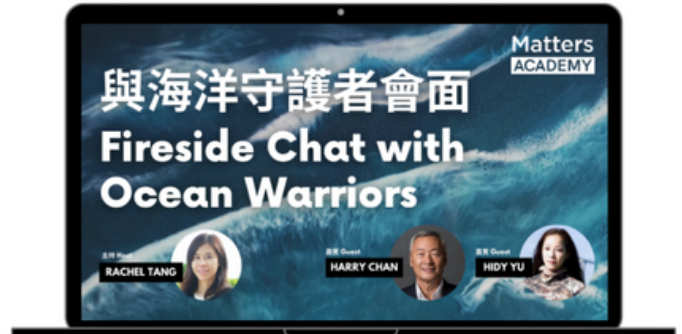 Matters
ACADEMY
與海洋守護者會面
Fireside Chat with
Ocean Warriors
主持 Host
RACHEL TANG
嘉賓 Guest
HARRY CHAN
嘉賓 Guest
HIDY YU